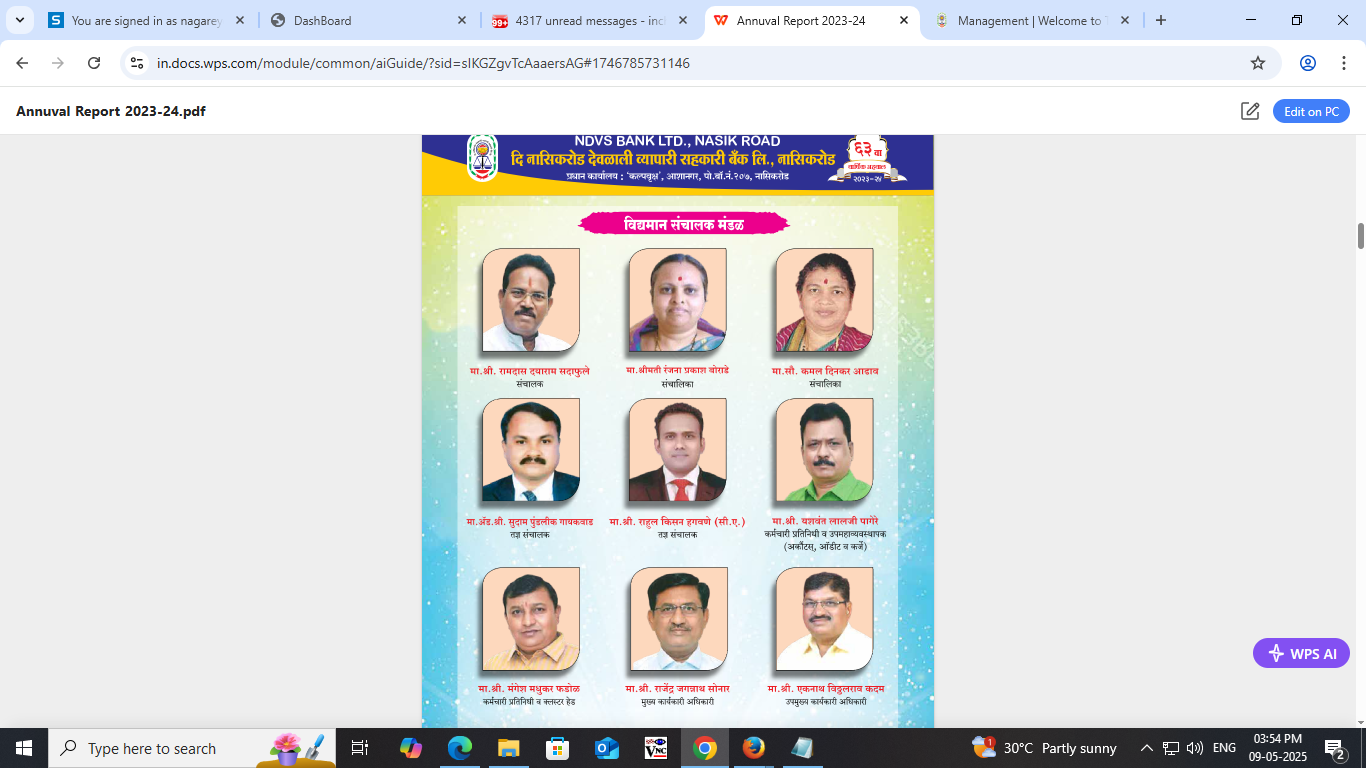 You are signed in as nagarey
DashBoard
4317 unread messages - incl
Annuval Report 2023-24
Management | Welcome to T
in.docs.wps.com/module/common/aiGuide/?sid=sIKGZgvTcAaaersAG#1746785731146
Annuval Report 2023-24.pdf
Edit on PC
NDVS BANK LTD., NASIK ROAD
दि नासिकरोड देवळाली व्यापारी सहकारी बँक लि., नासिकरोड
प्रधान कार्यालय : 'कल्पवृक्ष', आशानगर, पो.बॉ.नं.२०७, नासिकरोड
६३ वा
वार्षिक अहवाल
२०२३-२४
विद्यमान संचालक मंडळ
मा.श्री. रामदास दयाराम सदाफुले
संचालक
मा.श्रीमती रंजना प्रकाश बोराडे
संचालिका
मा.सौ. कमल दिनकर आढाव
संचालिका
मा.ॲड.श्री. सुदाम पुंडलीक गायकवाड
तज्ञ संचालक
मा.श्री. राहुल किसन हगवणे (सी.ए.)
तज्ञ संचालक
मा.श्री. यशवंत लालजी पागेरे
कर्मचारी प्रतिनिधी व उपमहाव्यवस्थापक
(अकौंटस्, ऑडीट व कर्जे)
मा.श्री. मंगेश मधुकर फडोळ
कर्मचारी प्रतिनिधी व क्लस्टर हेड
मा.श्री. राजेंद्र जगन्नाथ सोनार
मुख्य कार्यकारी अधिकारी
मा.श्री. एकनाथ विठ्ठलराव कदम
उपमुख्य कार्यकारी अधिकारी
WPS AI
Type here to search
30°C Partly sunny
ENG
03:54 PM
09-05-2025
2